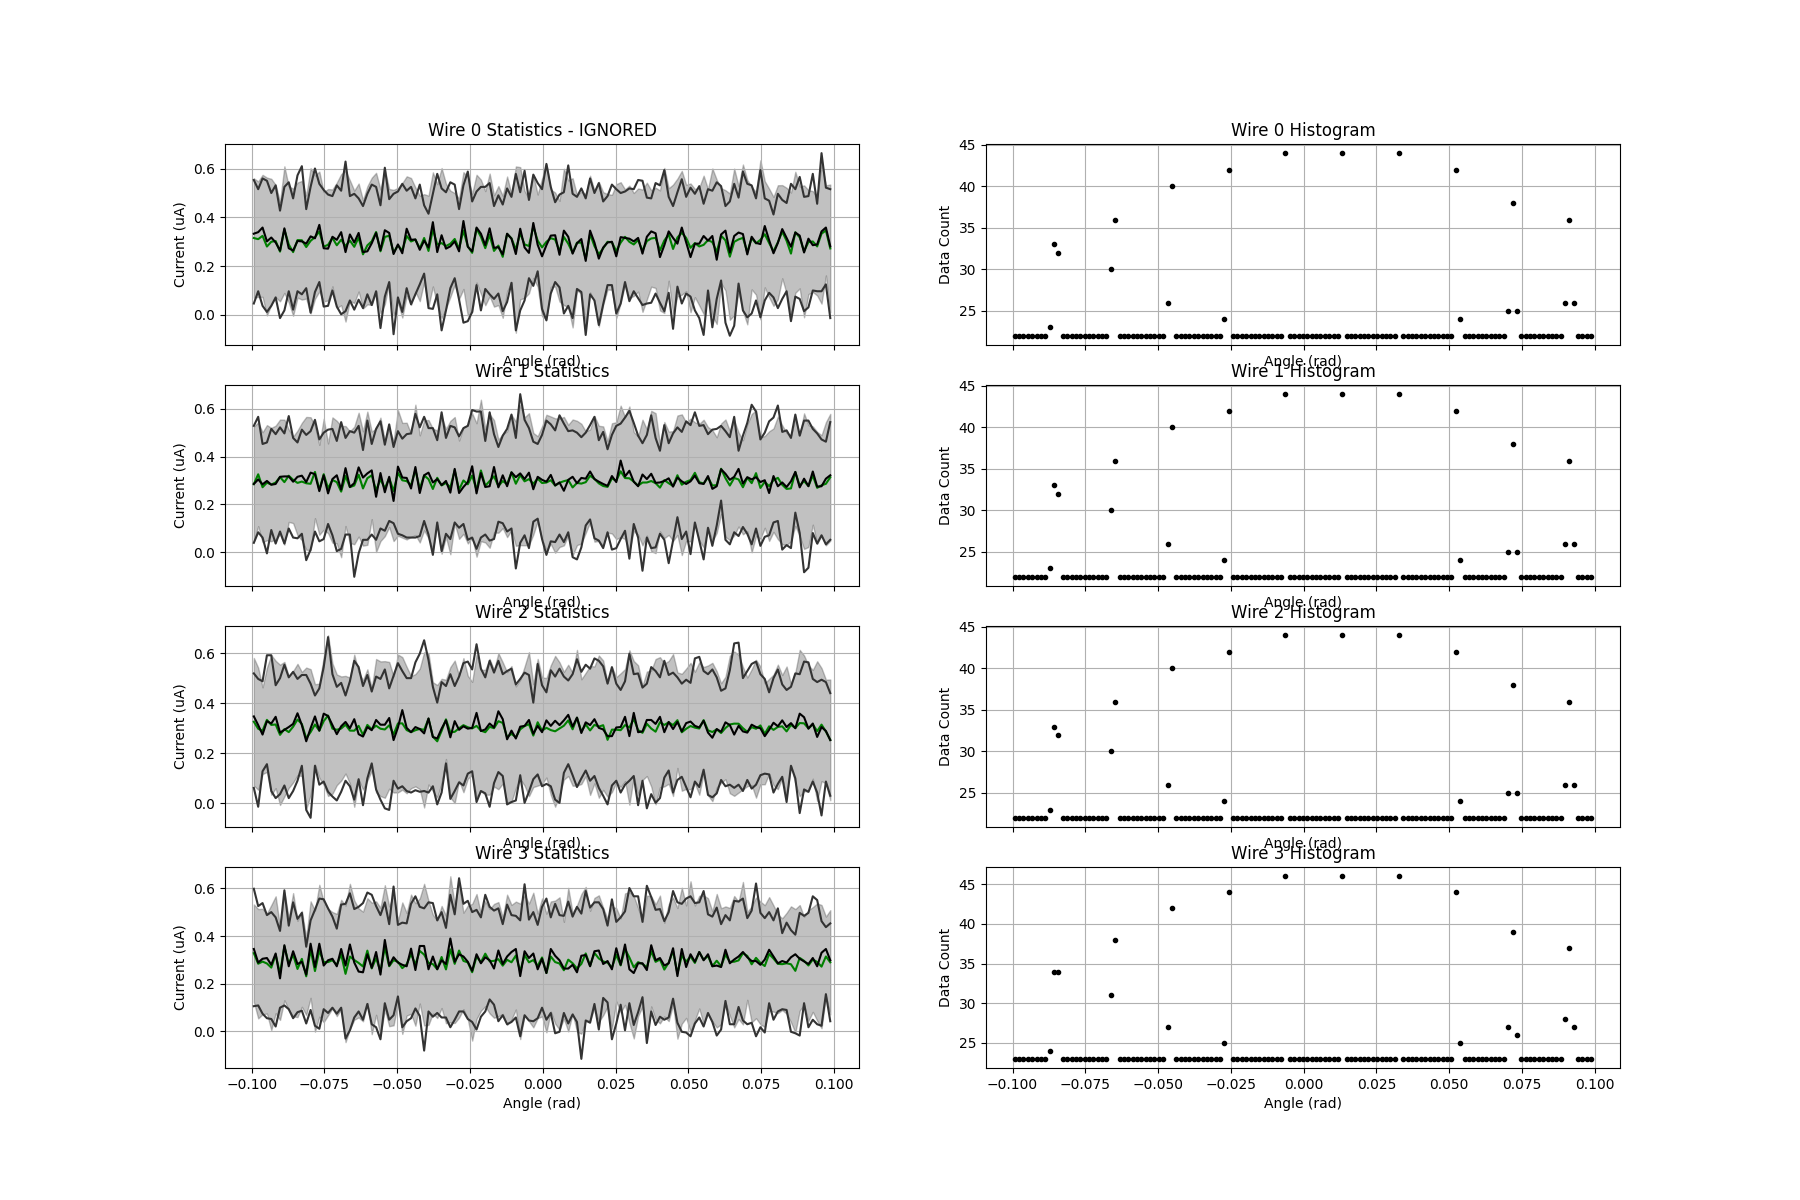 Wire 0 Statistics - IGNORED
Current (uA)
0.6
0.4
0.2
0.0
Angle (rad)
Wire 0 Histogram
Data Count
45
40
35
30
25
Angle (rad)
Wire 1 Statistics
Current (uA)
0.6
0.4
0.2
0.0
Angle (rad)
Wire 1 Histogram
Data Count
45
40
35
30
25
Angle (rad)
Wire 2 Statistics
Current (uA)
0.6
0.4
0.2
0.0
Angle (rad)
Wire 2 Histogram
Data Count
45
40
35
30
25
Angle (rad)
Wire 3 Statistics
Current (uA)
0.6
0.4
0.2
0.0
−0.100 −0.075 −0.050 −0.025 0.000 0.025 0.050 0.075 0.100
Angle (rad)
Wire 3 Histogram
Data Count
45
40
35
30
25
−0.100 −0.075 −0.050 −0.025 0.000 0.025 0.050 0.075 0.100
Angle (rad)